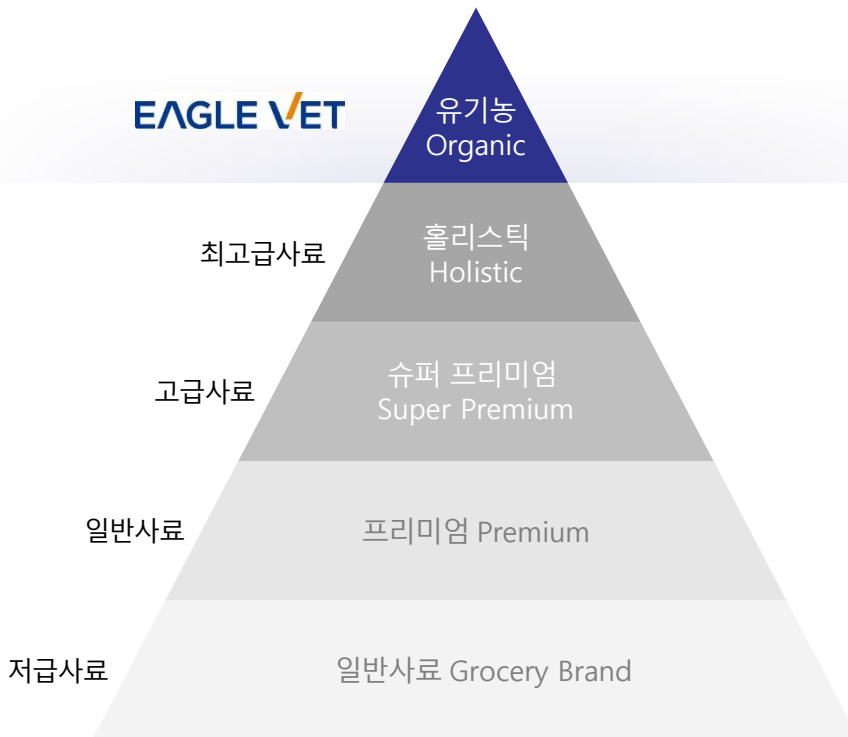 EAGLE VET
유기농
Organic
최고급사료
홀리스틱
Holistic
고급사료
슈퍼 프리미엄
Super Premium
일반사료
프리미엄 Premium
저급사료
일반사료 Grocery Brand